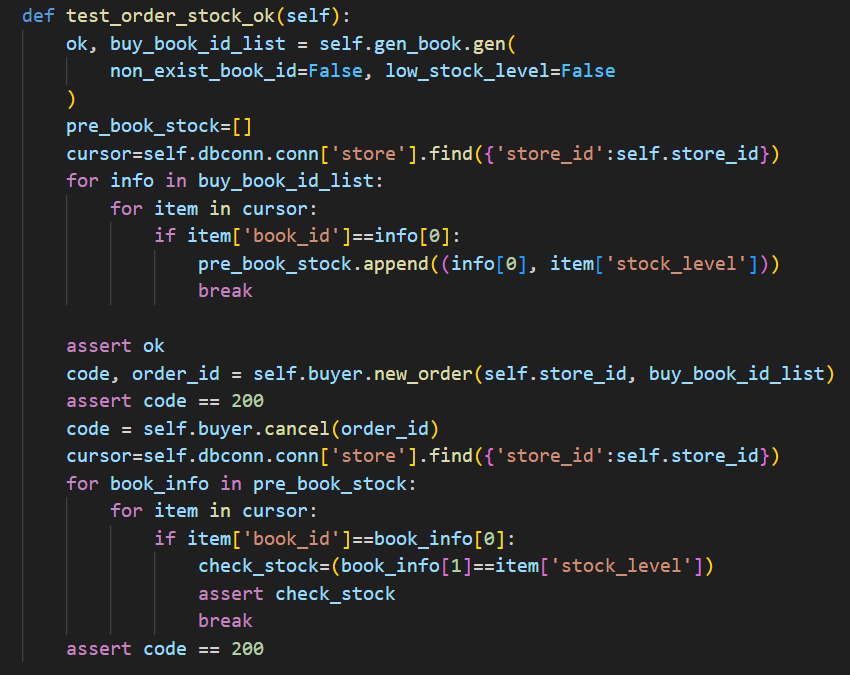 def test_order_stock_ok(self):
    ok, buy_book_id_list = self.gen_book.gen(
        non_exist_book_id=False, low_stock_level=False
    )
    pre_book_stock=[]
    cursor=self.dbconn.conn['store'].find({'store_id':self.store_id})
    for info in buy_book_id_list:
        for item in cursor:
            if item['book_id']==info[0]:
                pre_book_stock.append((info[0], item['stock_level']))
                break

    assert ok
    code, order_id = self.buyer.new_order(self.store_id, buy_book_id_list)
    assert code == 200
    code = self.buyer.cancel(order_id)
    cursor=self.dbconn.conn['store'].find({'store_id':self.store_id})
    for book_info in pre_book_stock:
        for item in cursor:
            if item['book_id']==book_info[0]:
                check_stock=(book_info[1]==item['stock_level'])
                assert check_stock
                break
    assert code == 200